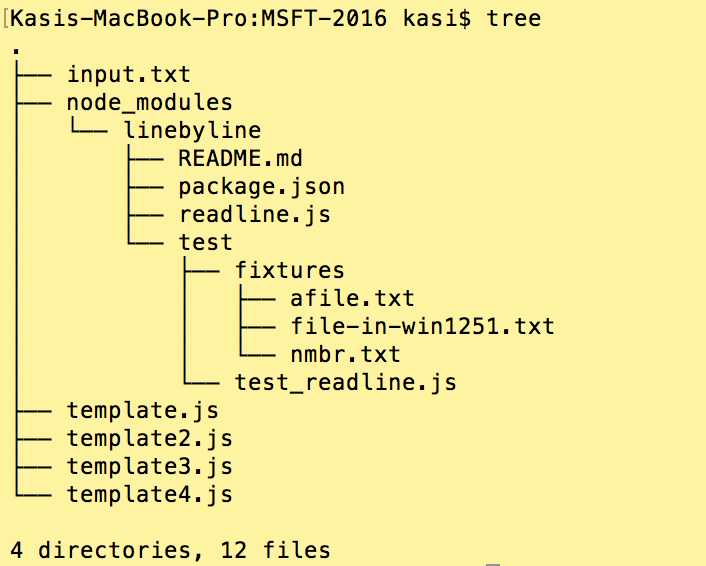 [Kasis-MacBook-Pro:MSFT-2016 kasi$ tree
.
├── input.txt
├── node_modules
│   └── linebyline
│       ├── README.md
│       ├── package.json
│       ├── readline.js
│       └── test
│           ├── fixtures
│           │   ├── afile.txt
│           │   ├── file-in-win1251.txt
│           │   └── nmbr.txt
│           └── test_readline.js
├── template.js
├── template2.js
├── template3.js
└── template4.js

4 directories, 12 files